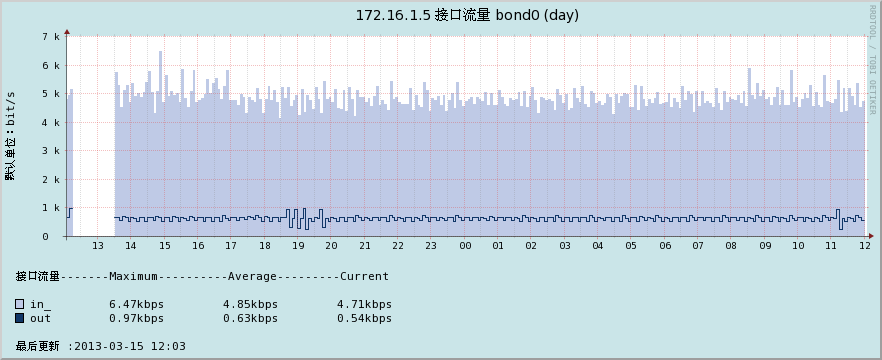 172.16.1.5 接口流量 bond0 (day)
RRDTOOL / TOBI OETIKER
默认单位：bit/s
7 k
6 k
5 k
4 k
3 k
2 k
1 k
0
13 14 15 16 17 18 19 20 21 22 23 00 01 02 03 04 05 06 07 08 09 10 11 12
接口流量-------Maximum----------Average---------Current
in_ 6.47kbps 4.85kbps 4.71kbps
out 0.97kbps 0.63kbps 0.54kbps
最后更新 :2013-03-15 12:03